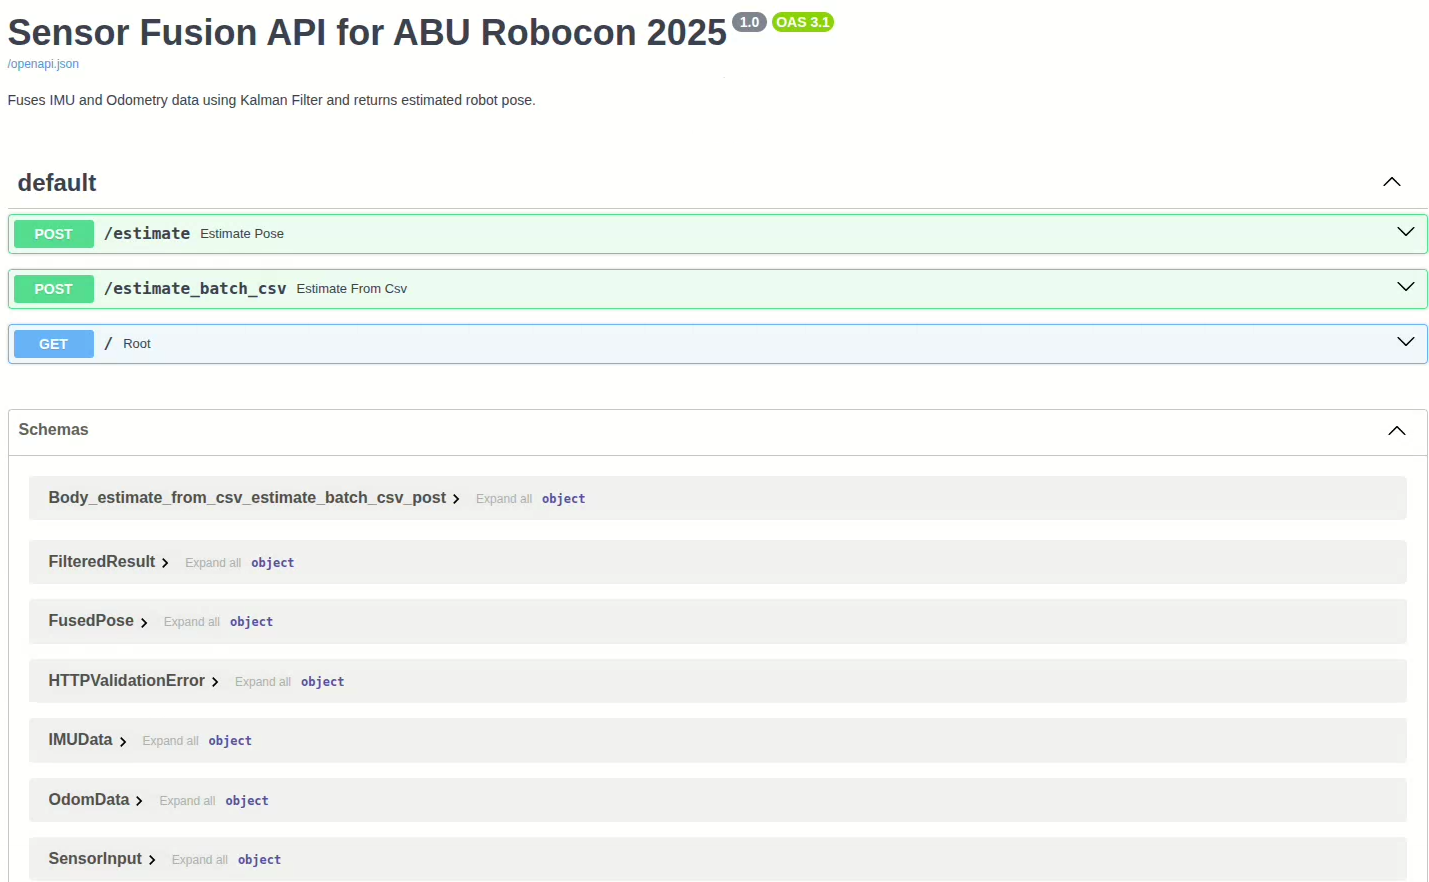 Sensor Fusion API for ABU Robocon 2025 1.0 OAS 3.1
/openapi.json
Fuses IMU and Odometry data using Kalman Filter and returns estimated robot pose.
default
POST /estimate Estimate Pose
POST /estimate_batch_csv Estimate From Csv
GET / Root
Schemas
Body_estimate_from_csv_estimate_batch_csv_post Expand all object
FilteredResult Expand all object
FusedPose Expand all object
HTTPValidationError Expand all object
IMUData Expand all object
OdomData Expand all object
SensorInput Expand all object